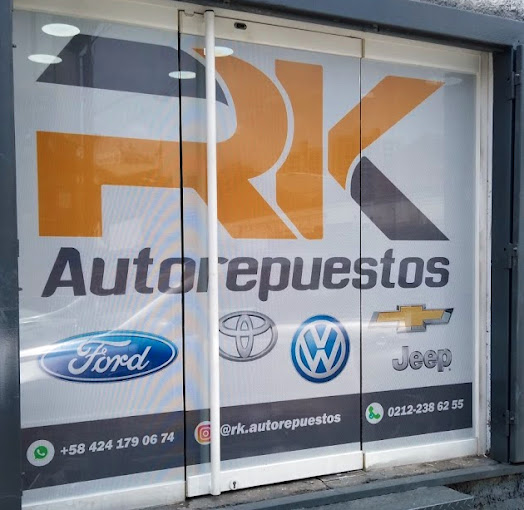 RK
Autorepuestos
Ford
Jeep
+58 424 179 06 74
@rk.autorepuestos
0212-238 62 55